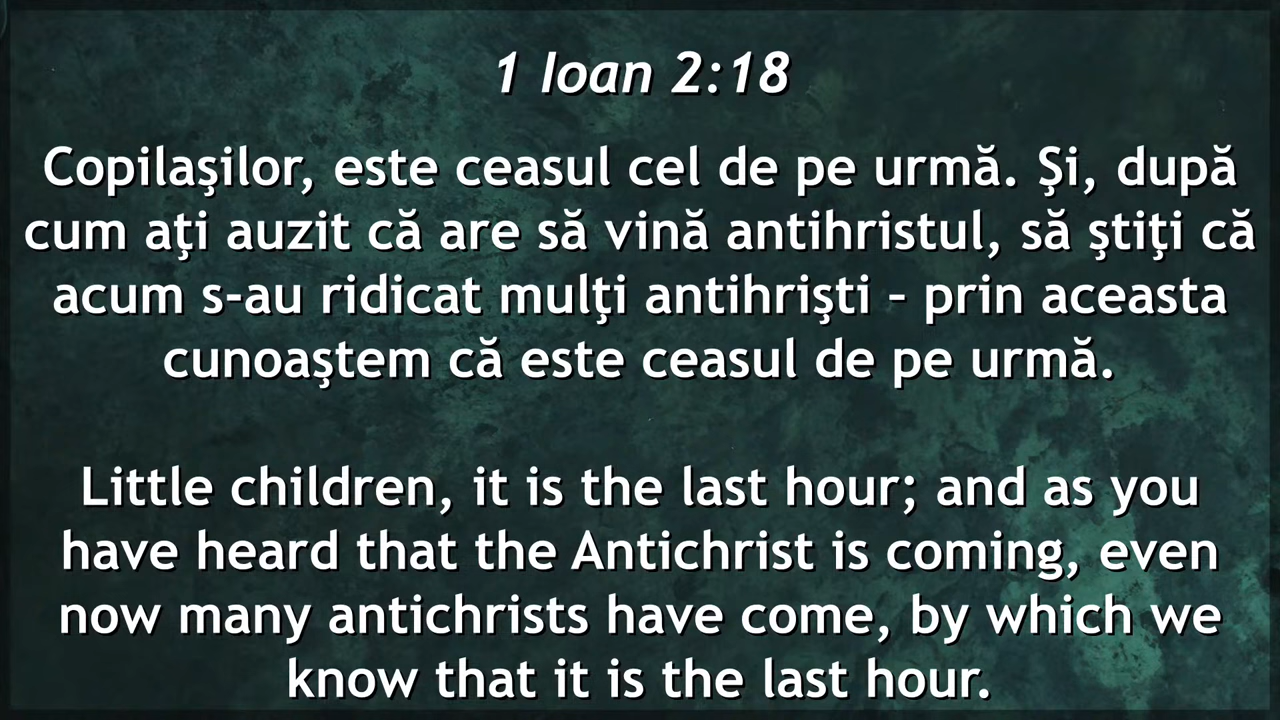 1 Ioan 2:18
Copilaşilor, este ceasul cel de pe urmă. Şi, după
cum aţi auzit că are să vină antihristul, să ştiţi că
acum s-au ridicat mulţi antihrişti – prin aceasta
cunoaştem că este ceasul de pe urmă.
Little children, it is the last hour; and as you
have heard that the Antichrist is coming, even
now many antichrists have come, by which we
know that it is the last hour.